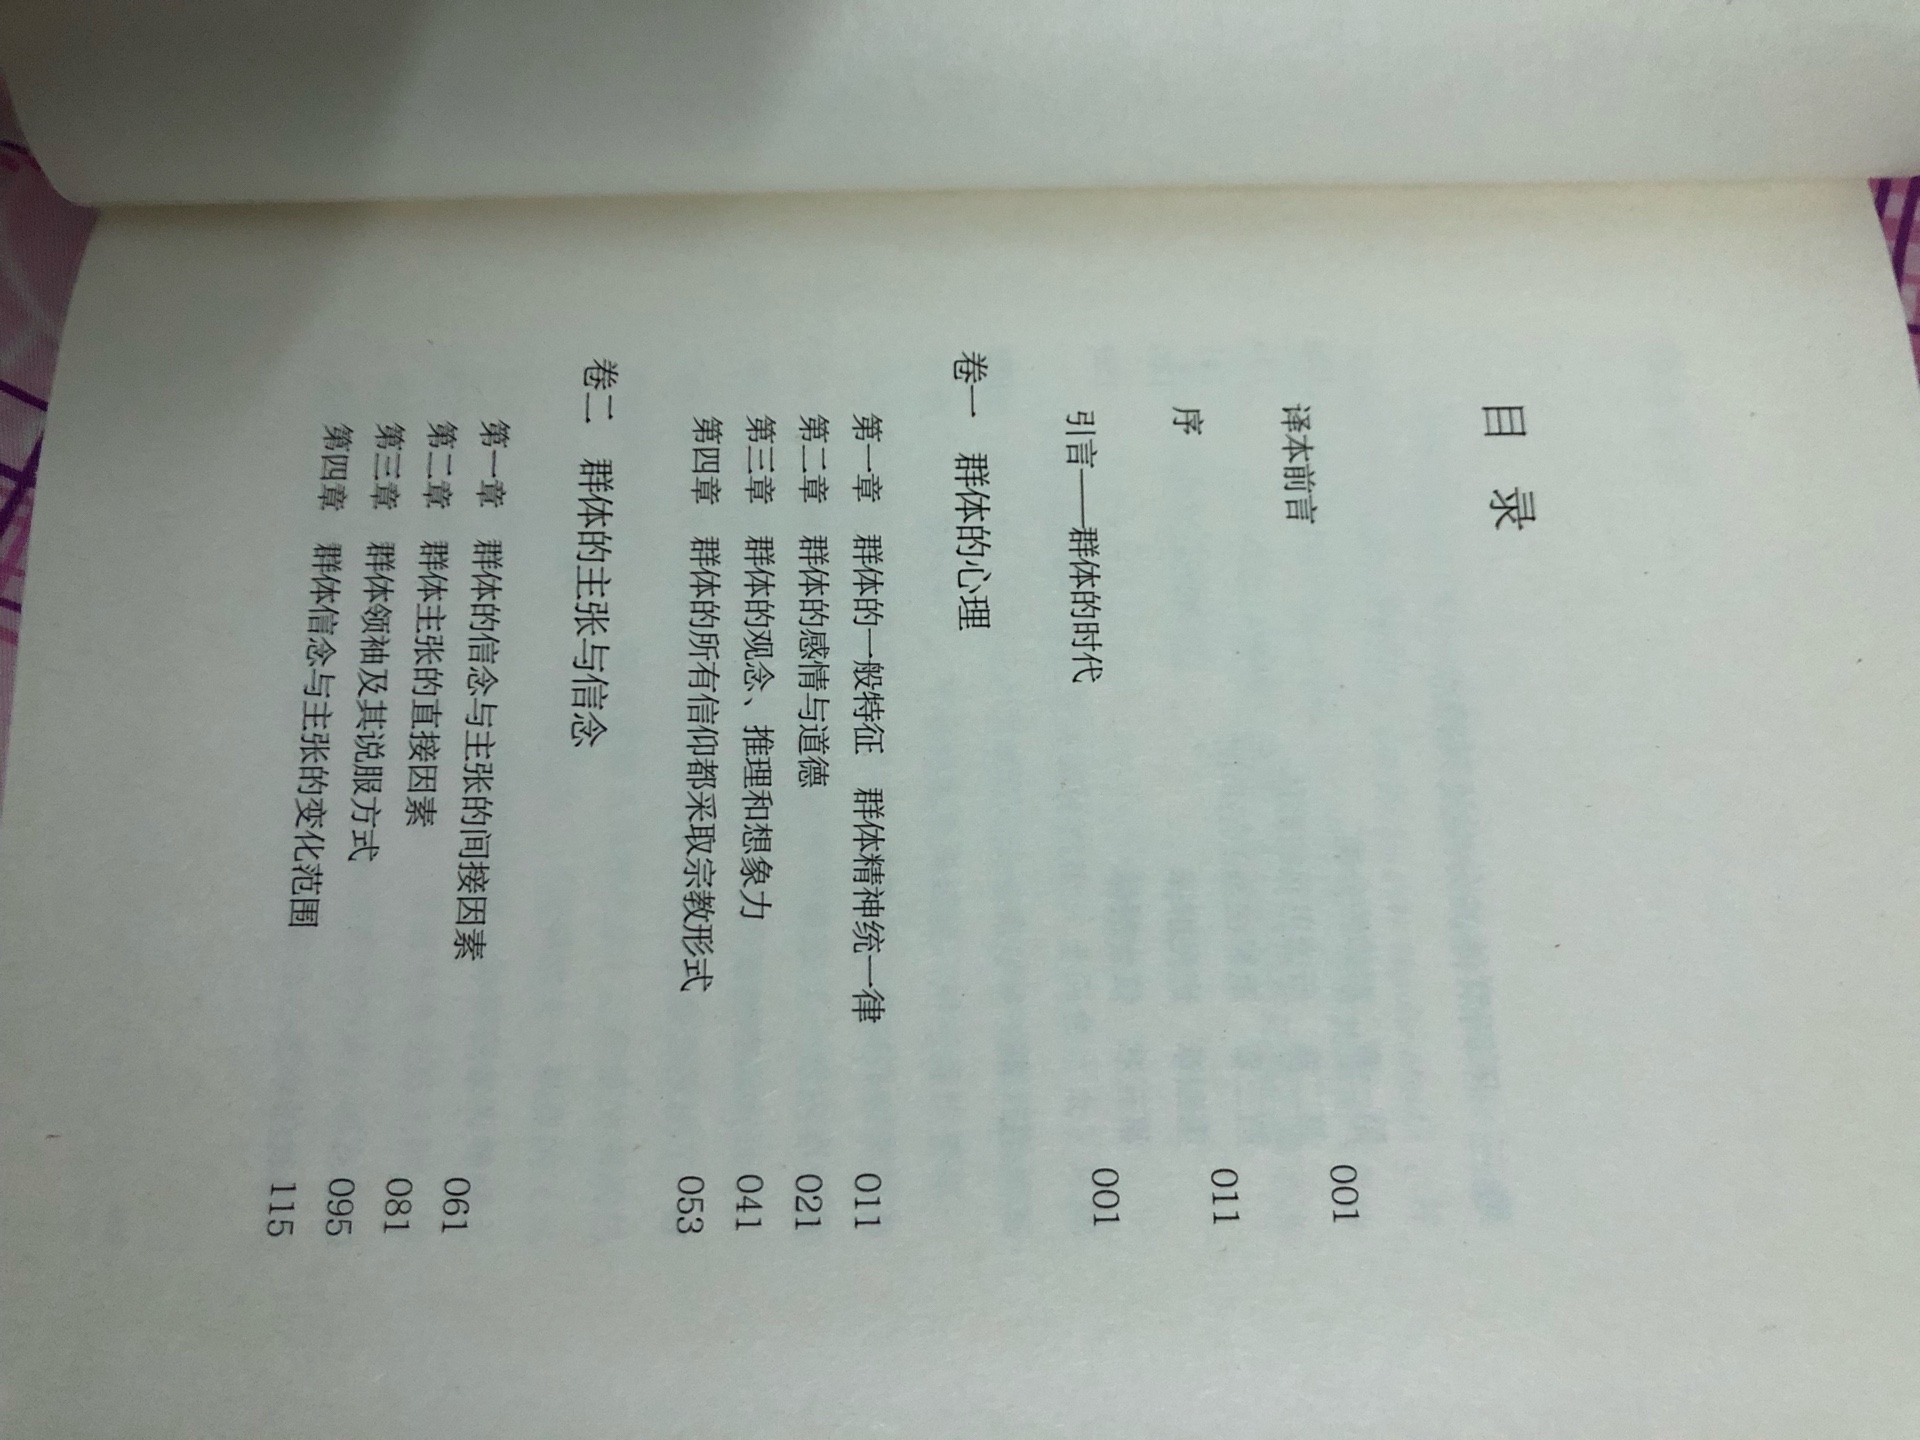 目 录
译本前言 001
序 011
引言——群体的时代 001
卷一 群体的心理
第一章 群体的一般特征 群体精神统一律 011
第二章 群体的感情与道德 021
第三章 群体的观念、推理和想象力 041
第四章 群体的所有信仰都采取宗教形式 053
卷二 群体的主张与信念
第一章 群体的信念与主张的间接因素 061
第二章 群体主张的直接因素 081
第三章 群体领袖及其说服方式 095
第四章 群体信念与主张的变化范围 115